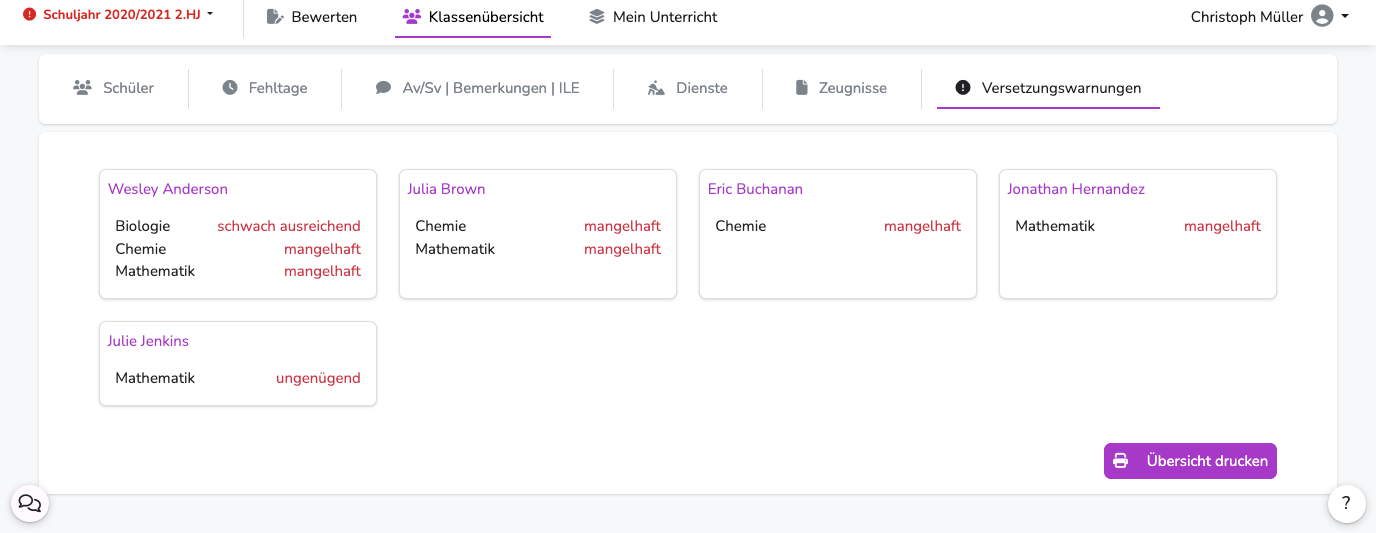 Schuljahr 2020/2021 2.HJ
Bewerten
Klassenübersicht
Mein Unterricht
Christoph Müller
Schüler
Fehltage
Av/Sv | Bemerkungen | ILE
Dienste
Zeugnisse
Versetzungswarnungen
Wesley Anderson
Biologie schwach ausreichend
Chemie mangelhaft
Mathematik mangelhaft
Julia Brown
Chemie mangelhaft
Mathematik mangelhaft
Eric Buchanan
Chemie mangelhaft
Jonathan Hernandez
Mathematik mangelhaft
Julie Jenkins
Mathematik ungenügend
Übersicht drucken
?